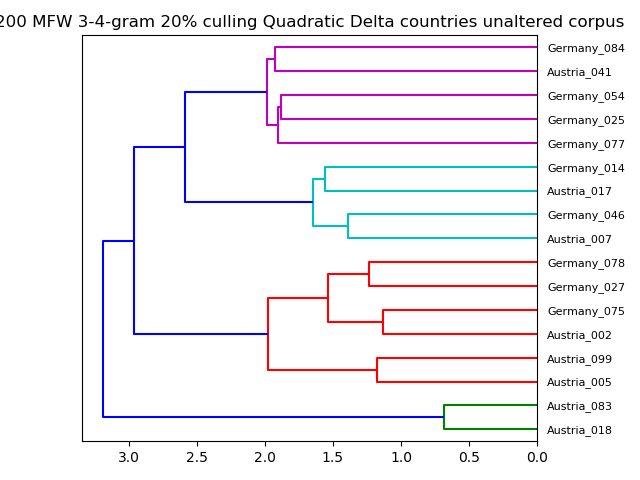 200 MFW 3-4-gram 20% culling Quadratic Delta countries unaltered corpus
Germany_084
Austria_041
Germany_054
Germany_025
Germany_077
Germany_014
Austria_017
Germany_046
Austria_007
Germany_078
Germany_027
Germany_075
Austria_002
Austria_099
Austria_005
Austria_083
Austria_018
3.0 2.5 2.0 1.5 1.0 0.5 0.0